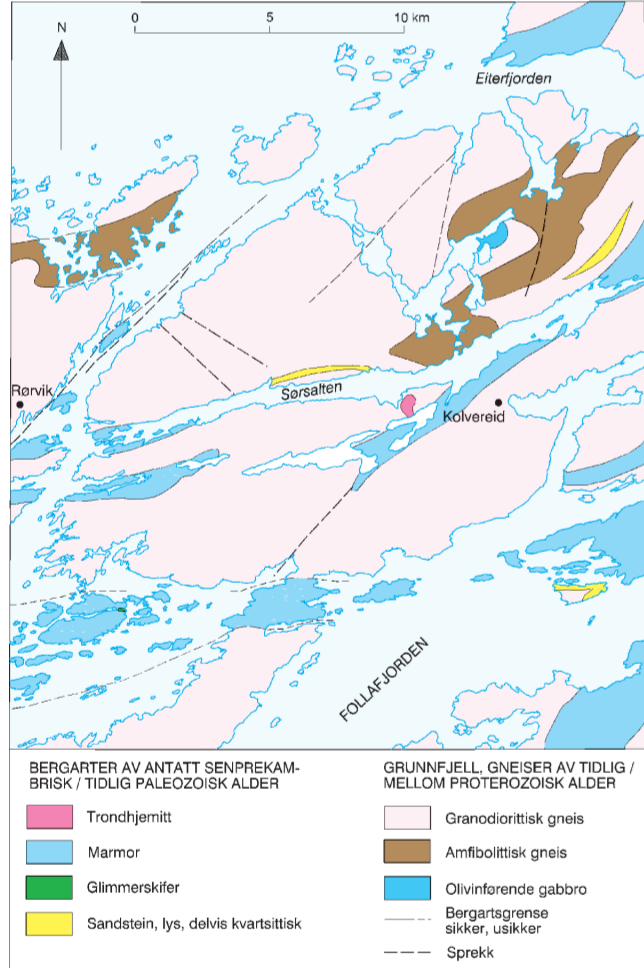 0 5 10 km
N
Eiterfjorden
Rørvik
Sørsalten
Kolvereid
FOLLAFJORDEN
BERGARTER AV ANTATT SENPREKAM-
BRISK / TIDLIG PALEOZOISK ALDER
Trondhjemitt
Marmor
Glimmerskifer
Sandstein, lys, delvis kvartsittisk
GRUNNFJELL, GNEISER AV TIDLIG /
MELLOM PROTEROZOISK ALDER
Granodiorittisk gneis
Amfibolittisk gneis
Olivinførende gabbro
Bergartsgrense
sikker, usikker
Sprekk